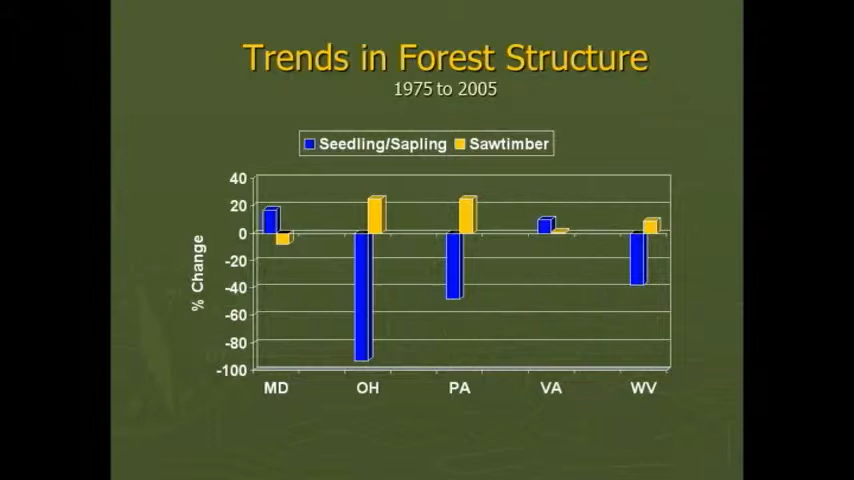 Trends in Forest Structure
1975 to 2005
Seedling/Sapling Sawtimber
40
20
0
-20
-40
-60
-80
-100
% Change
MD OH PA VA WV